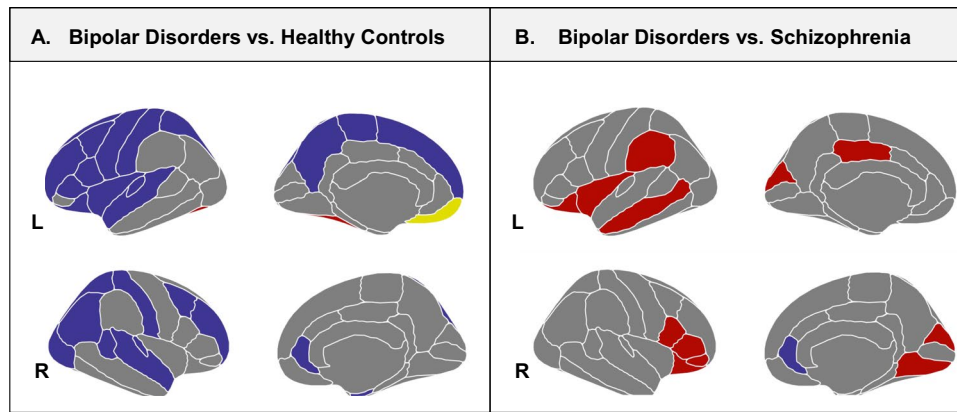 A. Bipolar Disorders vs. Healthy Controls
B. Bipolar Disorders vs. Schizophrenia
L
L
R
R